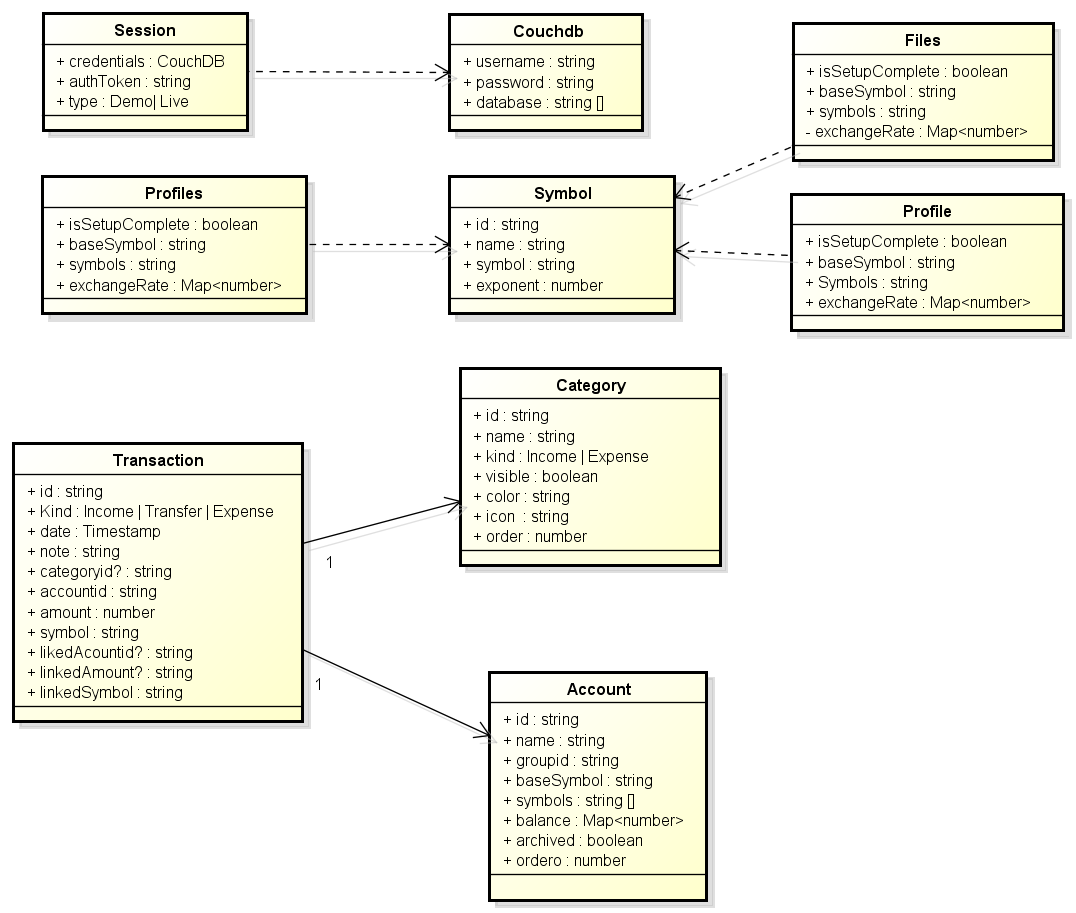 Session
+ credentials : CouchDB
+ authToken : string
+ type : Demo| Live
Couchdb
+ username : string
+ password : string
+ database : string []
Files
+ isSetupComplete : boolean
+ baseSymbol : string
+ symbols : string
- exchangeRate : Map<number>
Profiles
+ isSetupComplete : boolean
+ baseSymbol : string
+ symbols : string
+ exchangeRate : Map<number>
Symbol
+ id : string
+ name : string
+ symbol : string
+ exponent : number
Profile
+ isSetupComplete : boolean
+ baseSymbol : string
+ Symbols : string
+ exchangeRate : Map<number>
Category
+ id : string
+ name : string
+ kind : Income | Expense
+ visible : boolean
+ color : string
+ icon : string
+ order : number
Transaction
+ id : string
+ Kind : Income | Transfer | Expense
+ date : Timestamp
+ note : string
+ categoryid? : string
+ accountid : string
+ amount : number
+ symbol : string
+ likedAcountid? : string
+ linkedAmount? : string
+ linkedSymbol : string
1
1
Account
+ id : string
+ name : string
+ groupid : string
+ baseSymbol : string
+ symbols : string []
+ balance : Map<number>
+ archived : boolean
+ ordero : number